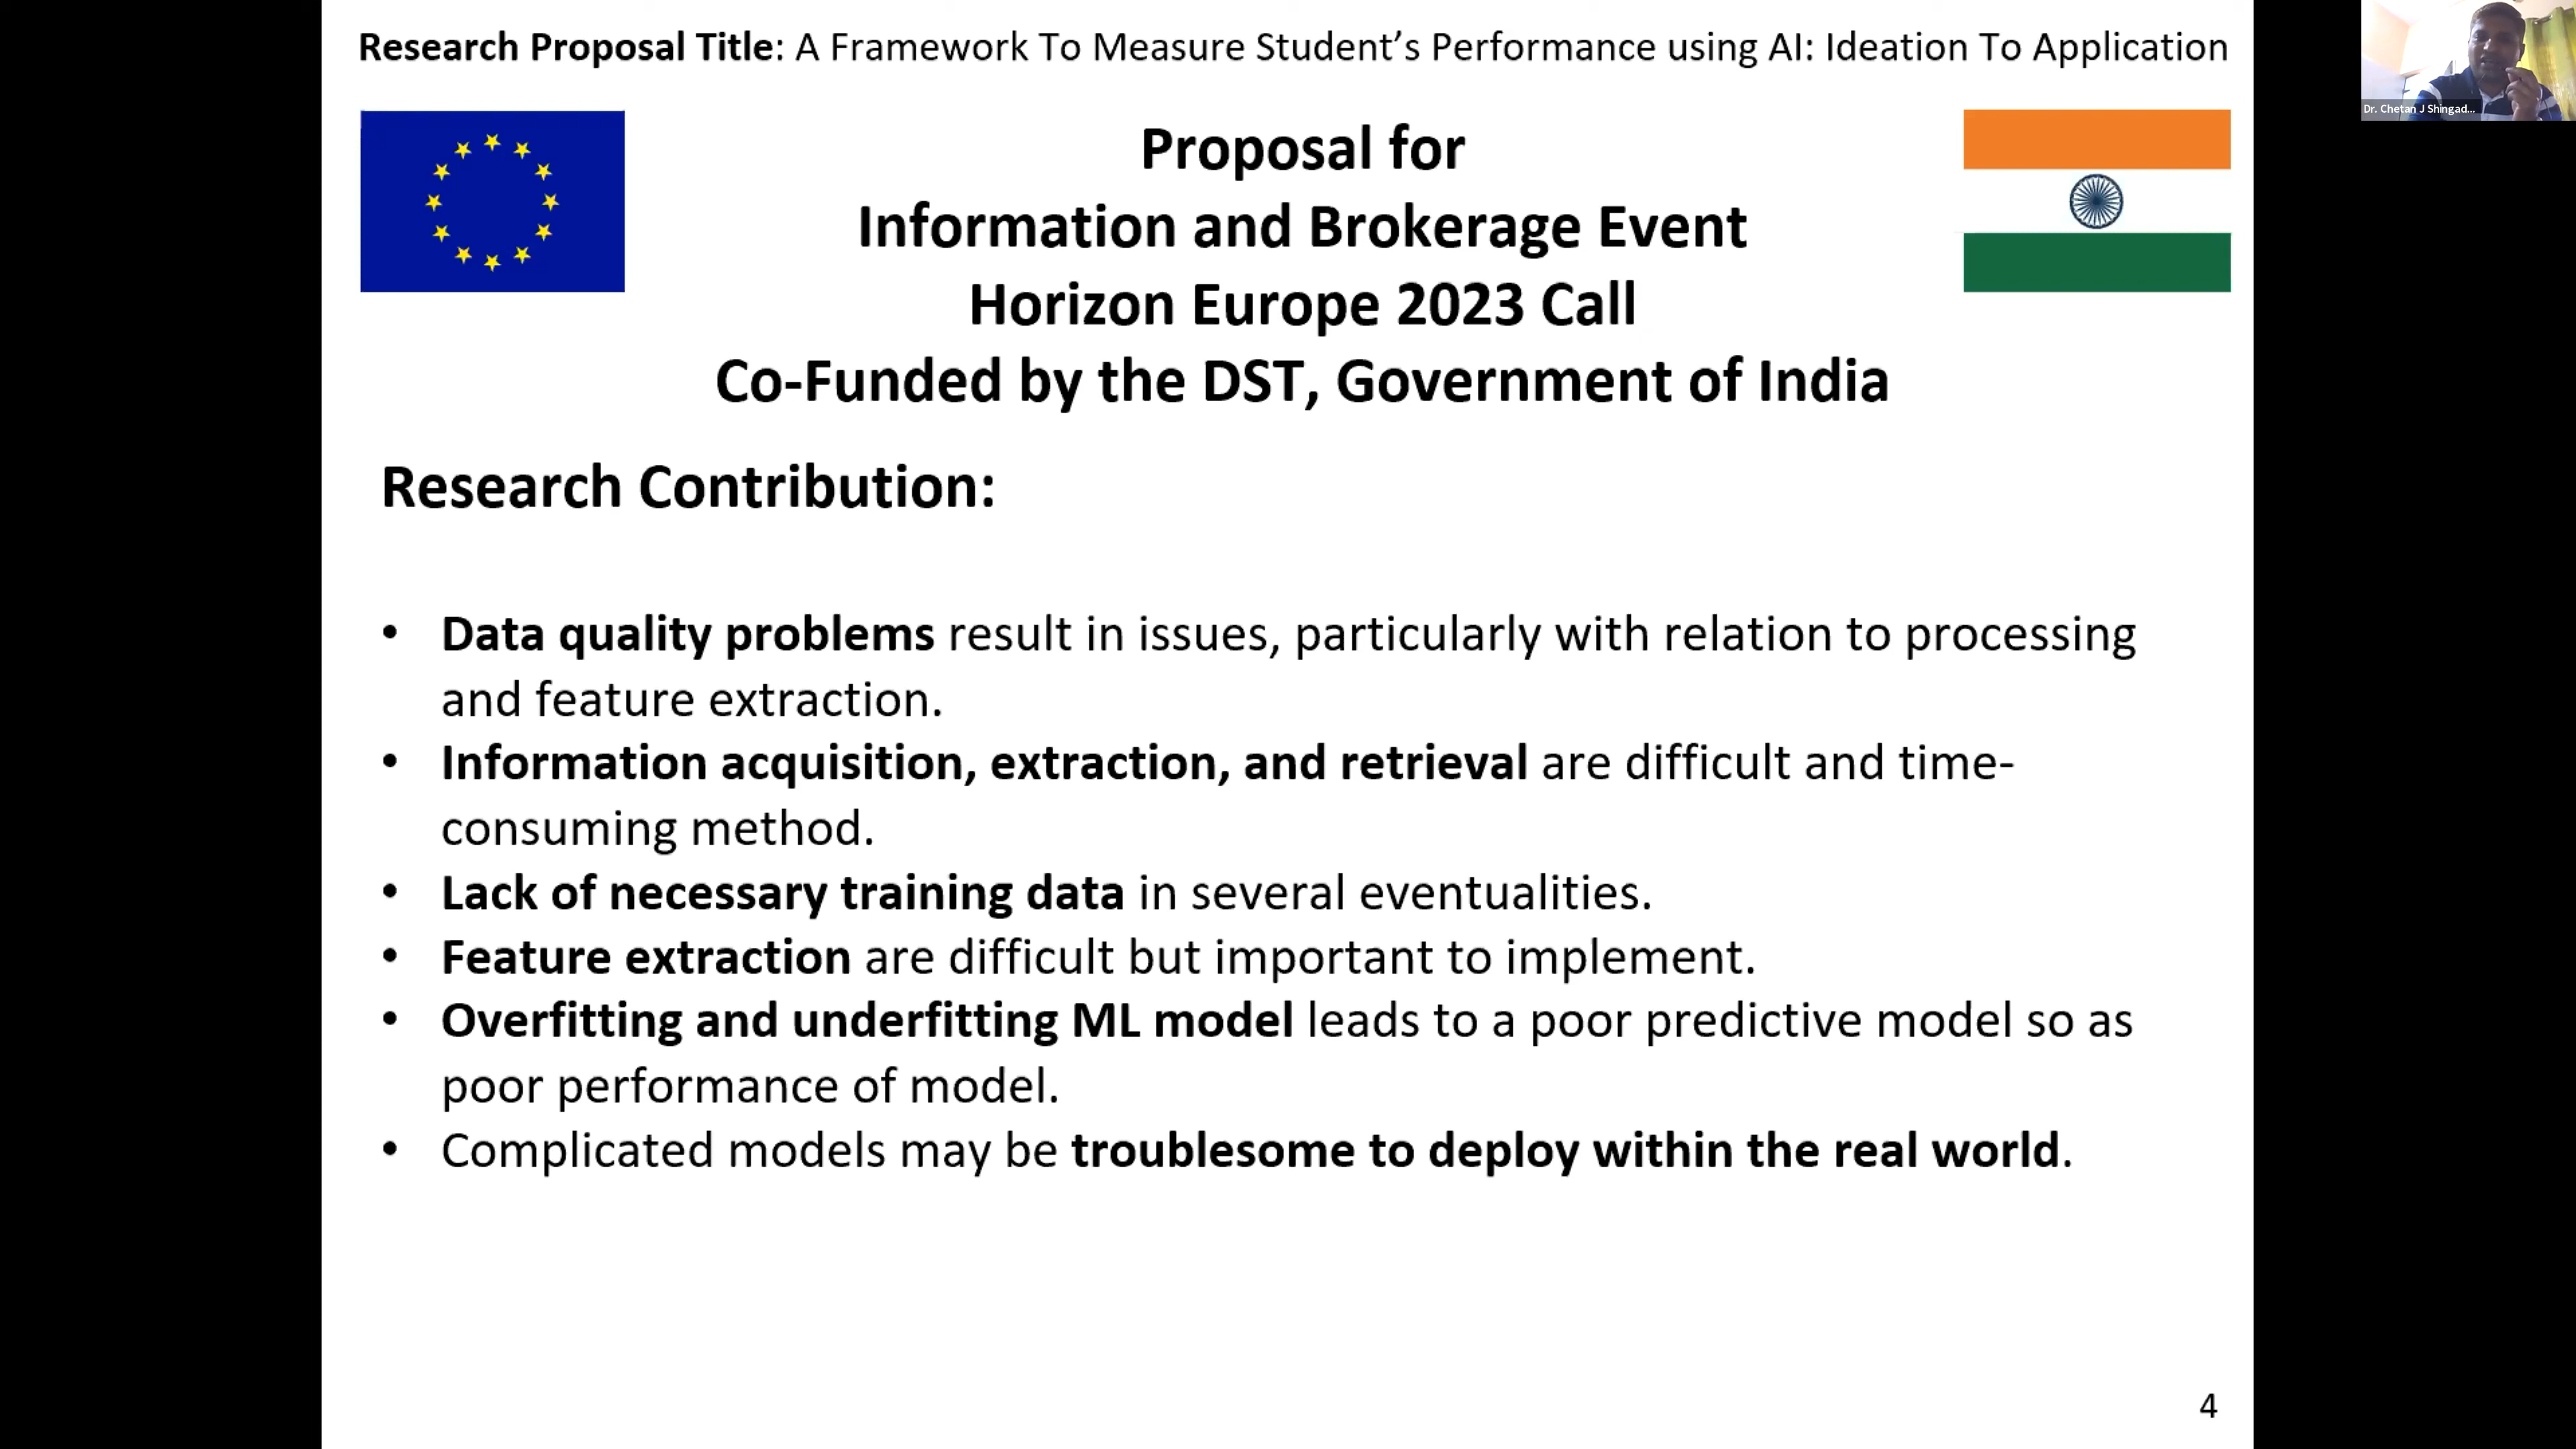 Research Proposal Title: A Framework To Measure Student’s Performance using AI: Ideation To Application
Dr. Chetan J Shingad...
Proposal for
Information and Brokerage Event
Horizon Europe 2023 Call
Co-Funded by the DST, Government of India
Research Contribution:
• Data quality problems result in issues, particularly with relation to processing
and feature extraction.
• Information acquisition, extraction, and retrieval are difficult and time-
consuming method.
• Lack of necessary training data in several eventualities.
• Feature extraction are difficult but important to implement.
• Overfitting and underfitting ML model leads to a poor predictive model so as
poor performance of model.
• Complicated models may be troublesome to deploy within the real world.
4